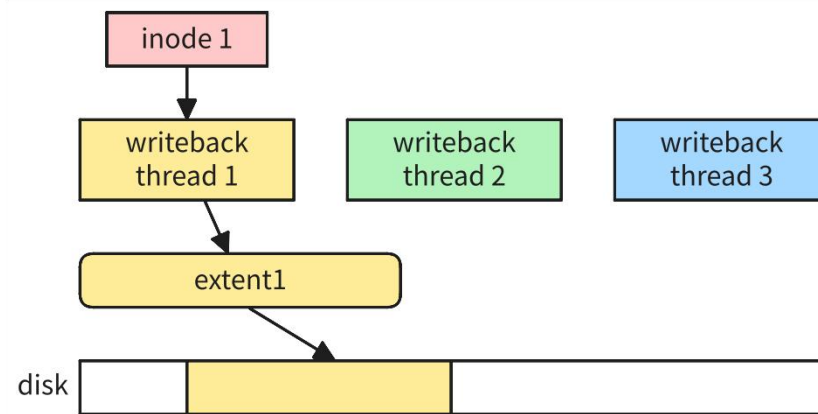 inode 1
writeback
thread 1
writeback
thread 2
writeback
thread 3
extent1
disk